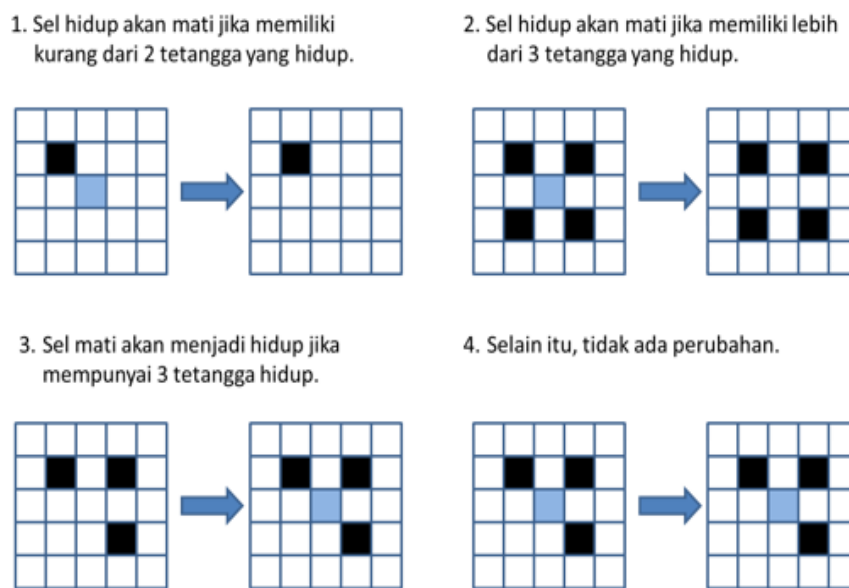 1. Sel hidup akan mati jika memiliki
kurang dari 2 tetangga yang hidup.
2. Sel hidup akan mati jika memiliki lebih
dari 3 tetangga yang hidup.
3. Sel mati akan menjadi hidup jika
mempunyai 3 tetangga hidup.
4. Selain itu, tidak ada perubahan.